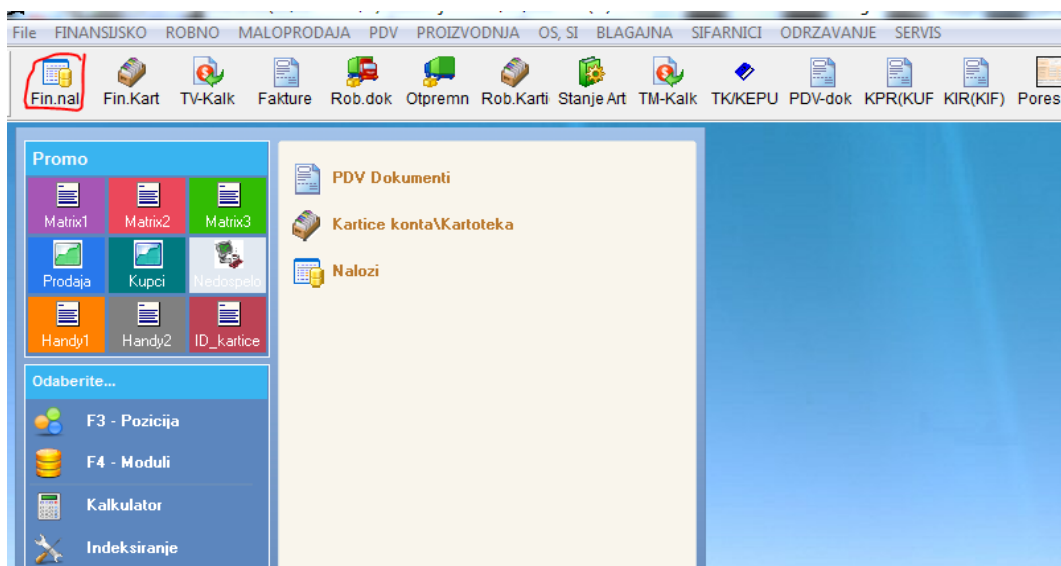 File FINANSIJSKO ROBNO MALOPRODAJA PDV PROIZVODNJA OS, SI BLAGAJNA SIFARNICI ODRZAVANJE SERVIS
Fin.nal Fin.Kart TV-Kalk Fakture Rob.dok Otpremn Rob.Karti Stanje Art TM-Kalk TK/KEPU PDV-dok KPR(KUF KIR(KIF) Pores
Promo
Matrix1 Matrix2 Matrix3
Prodaja Kupci Nedospelo
Handy1 Handy2 ID_kartice
Odaberite...
F3 - Pozicija
F4 - Moduli
Kalkulator
Indeksiranje
PDV Dokumenti
Kartice konta\Kartoteka
Nalozi